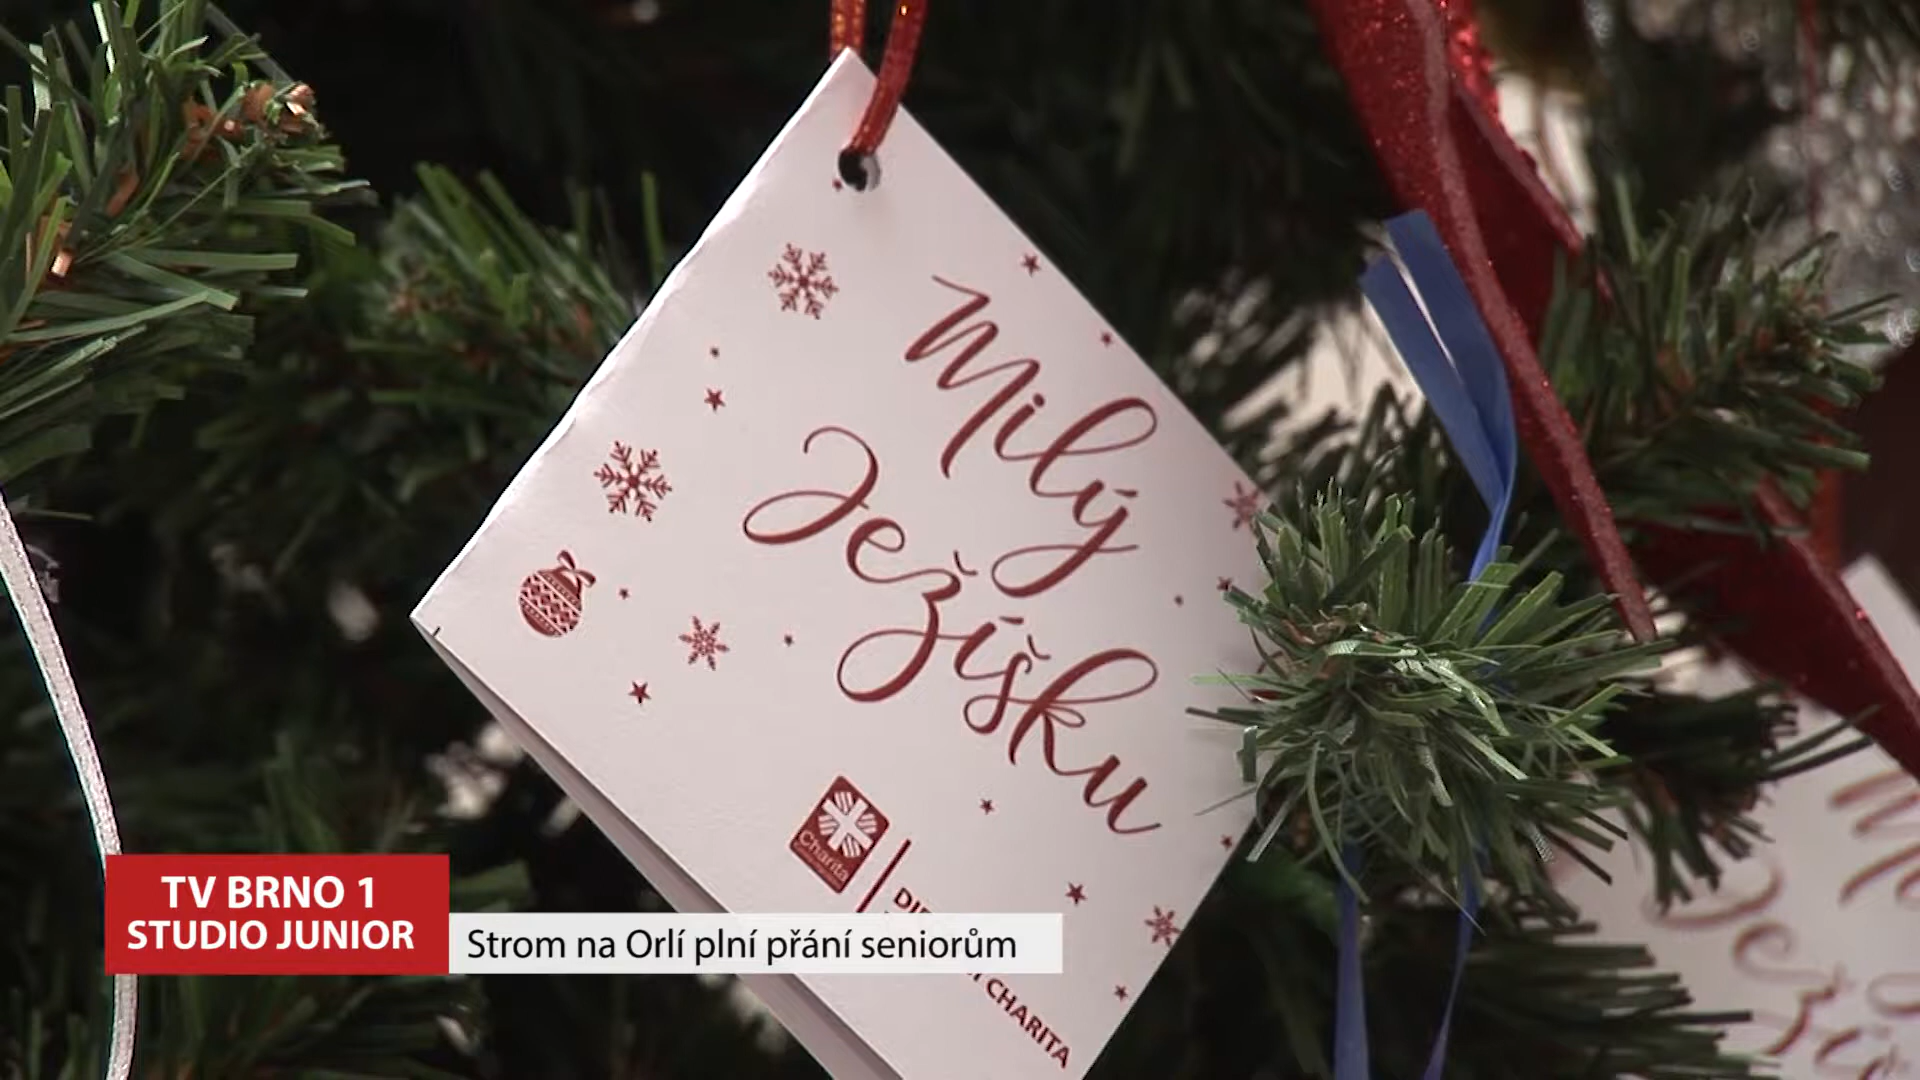 Milý
Ježíšku
Charita
CHARITA
TV BRNO 1
STUDIO JUNIOR
Strom na Orlí plní přání seniorům